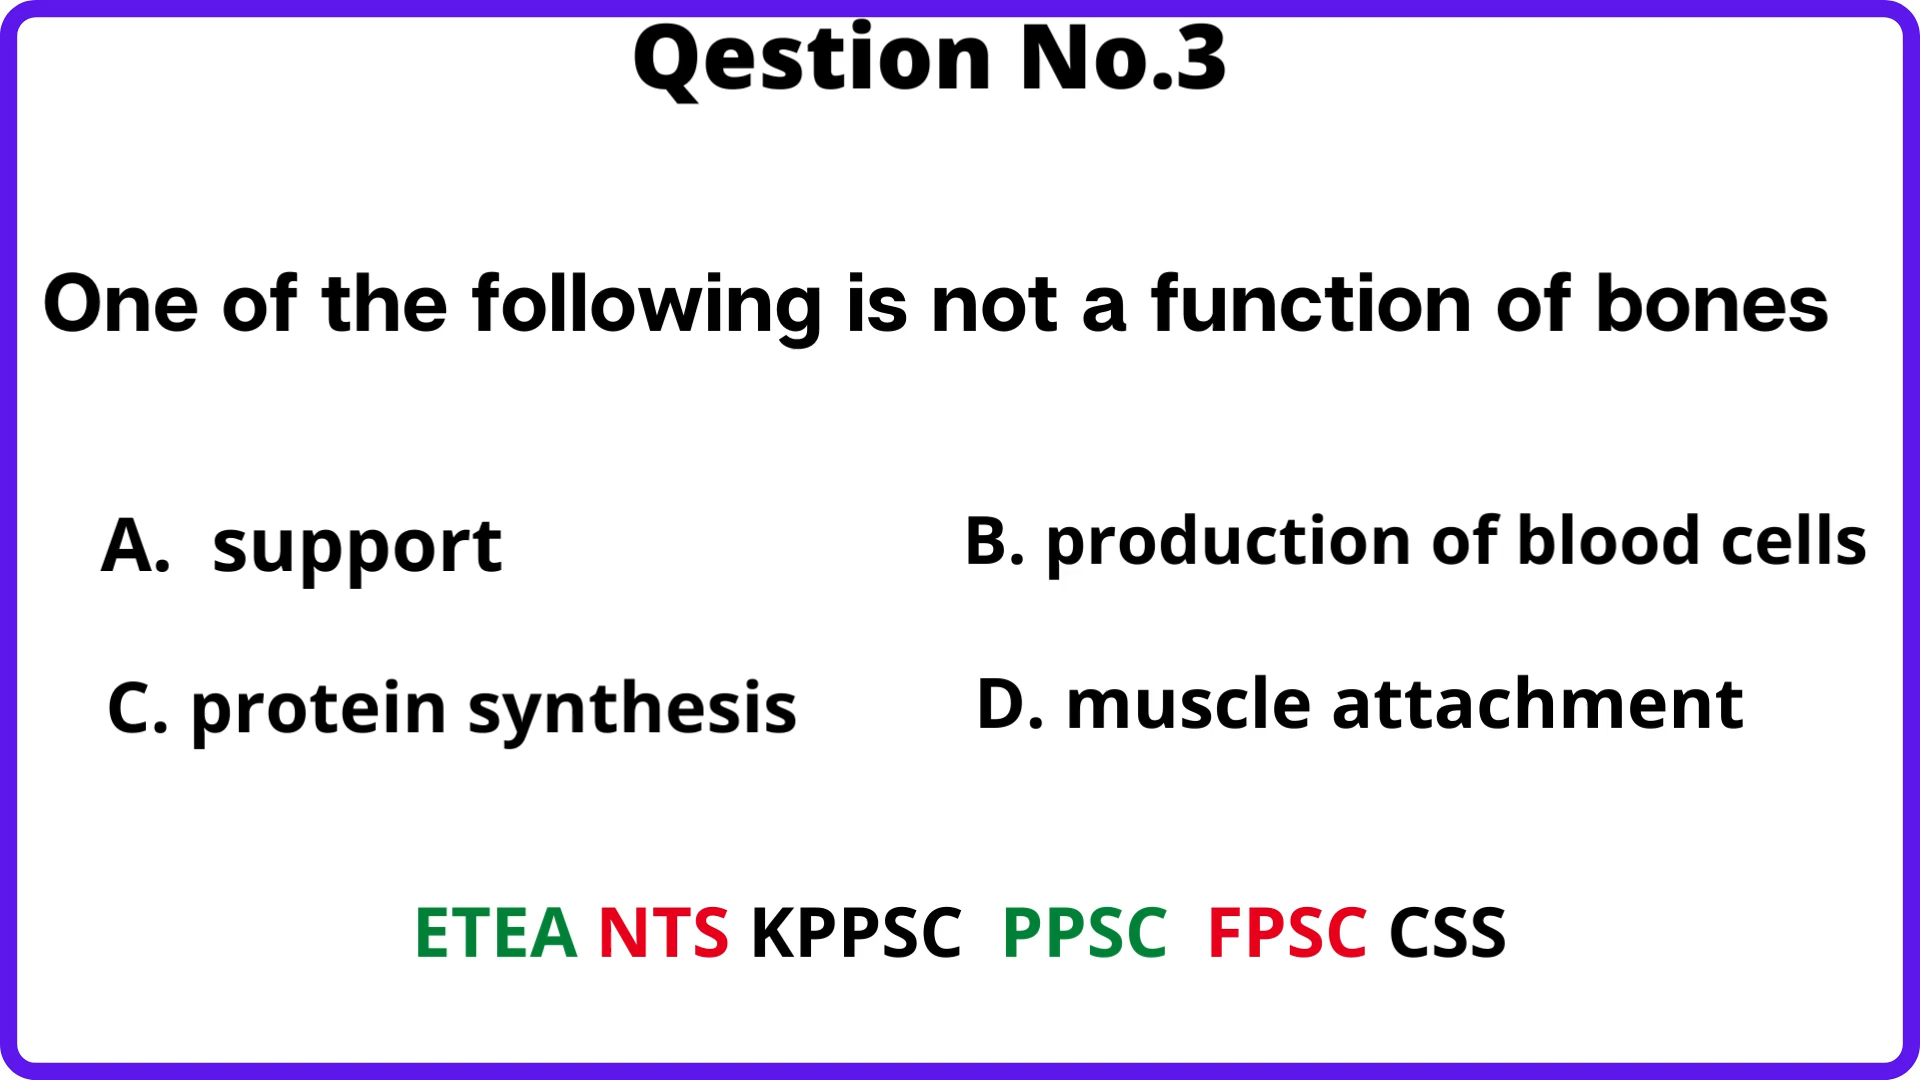 Qestion No.3
One of the following is not a function of bones
A. support
B. production of blood cells
C. protein synthesis
D. muscle attachment
ETEA NTS KPPSC PPSC FPSC CSS